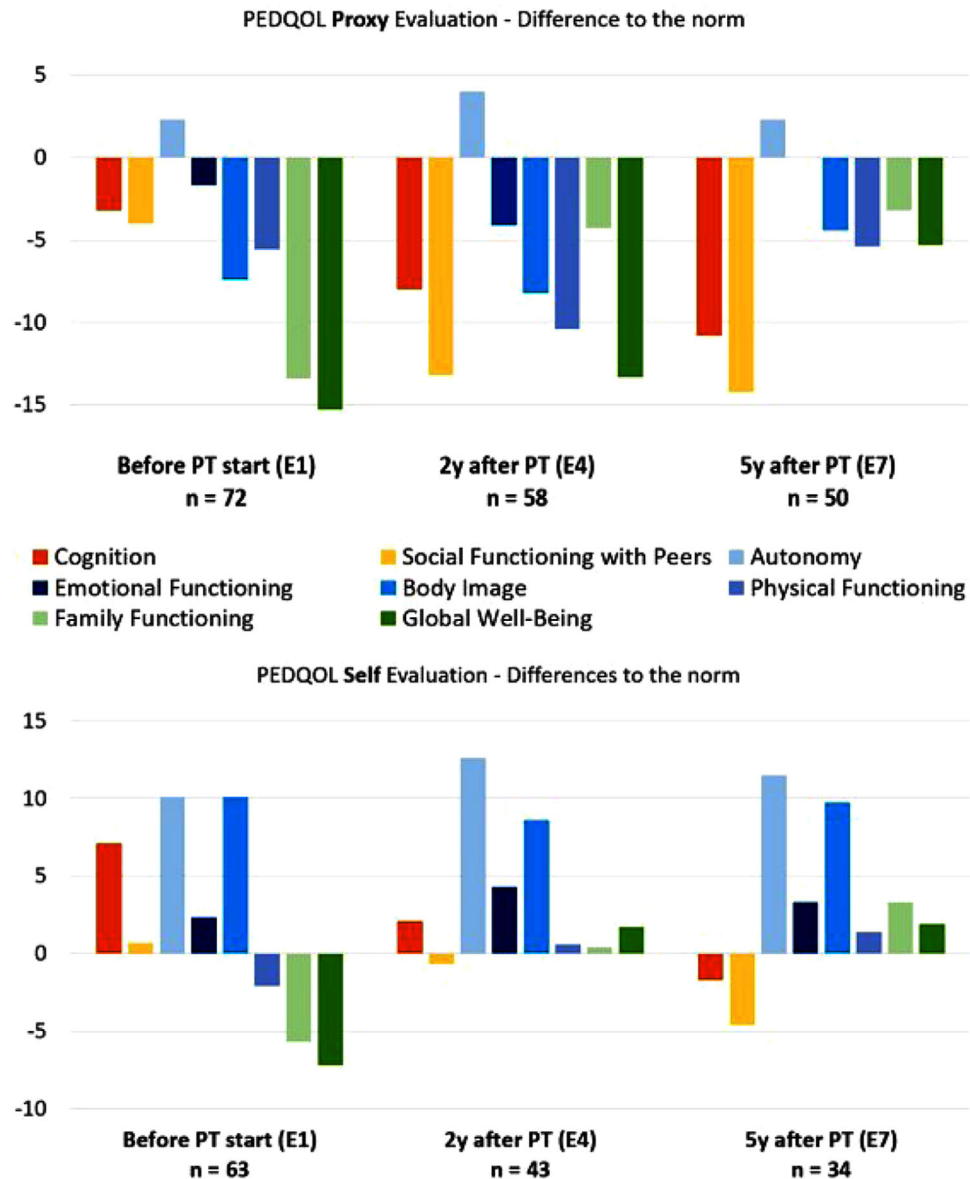 PEDQOL Proxy Evaluation - Difference to the norm
5
0
-5
-10
-15
Before PT start (E1) 2y after PT (E4) 5y after PT (E7)
n = 72 n = 58 n = 50
Cognition Social Functioning with Peers Autonomy
Emotional Functioning Body Image Physical Functioning
Family Functioning Global Well-Being
PEDQOL Self Evaluation - Differences to the norm
15
10
5
0
-5
-10
Before PT start (E1) 2y after PT (E4) 5y after PT (E7)
n = 63 n = 43 n = 34